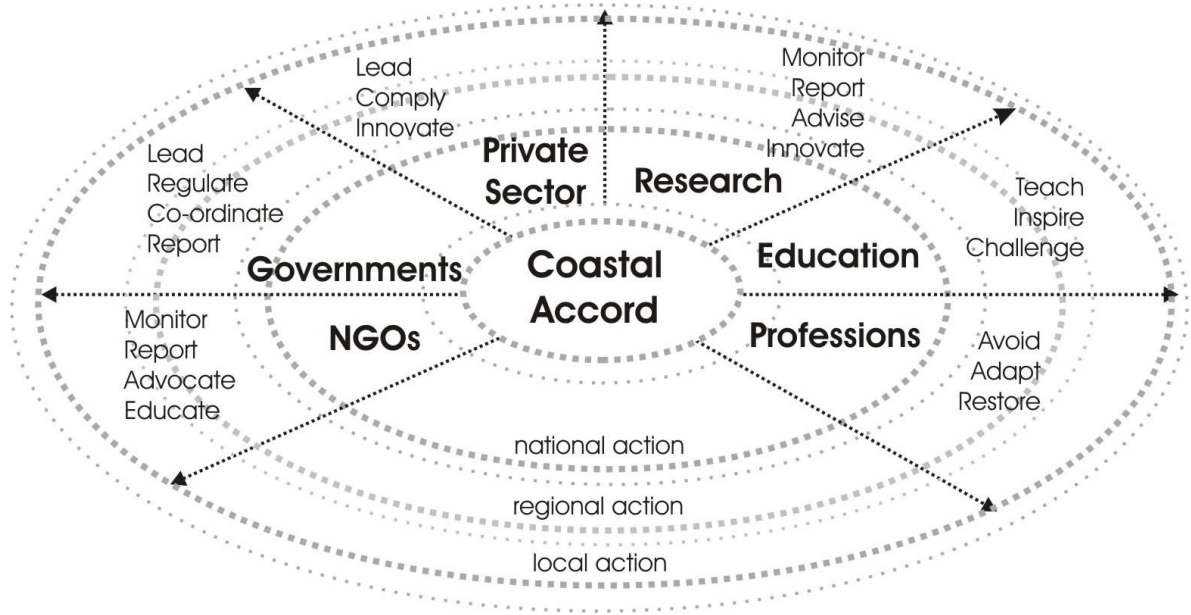 Lead
Comply
Innovate
Monitor
Report
Advise
Innovate
Private
Sector
Research
Lead
Regulate
Co-ordinate
Report
Teach
Inspire
Challenge
Governments
Coastal
Accord
Education
NGOs
Professions
Monitor
Report
Advocate
Educate
Avoid
Adapt
Restore
national action
regional action
local action